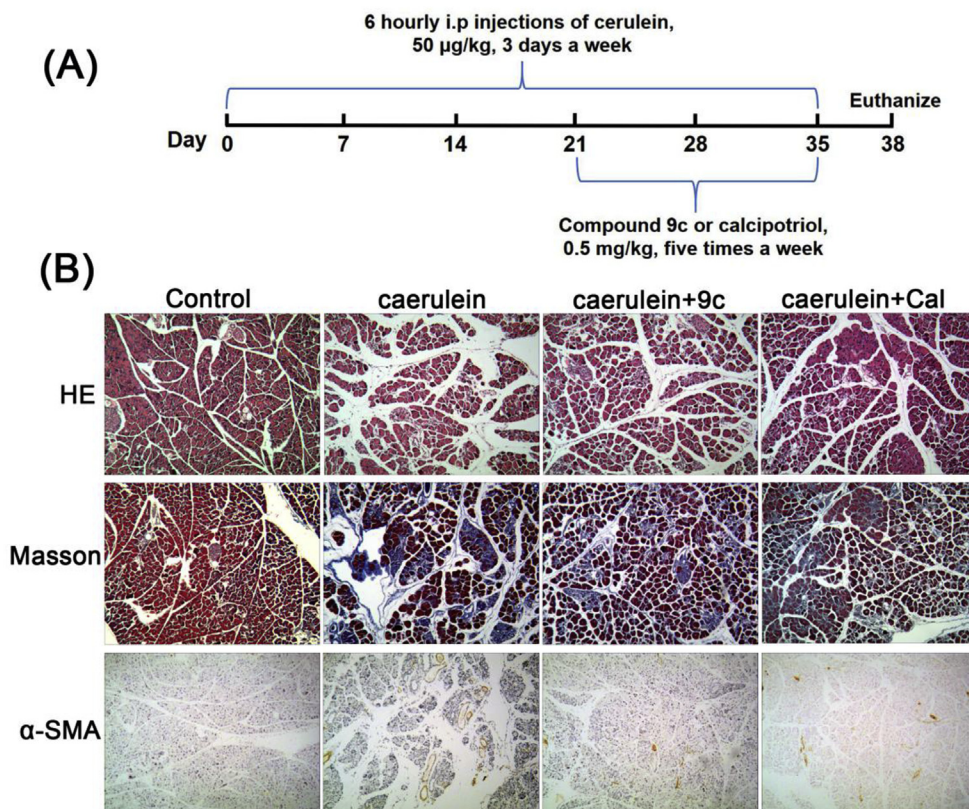 (A)
6 hourly i.p injections of cerulein,
50 µg/kg, 3 days a week
Euthanize
Day 0 7 14 21 28 35 38
Compound 9c or calcipotriol,
0.5 mg/kg, five times a week
(B)
Control caerulein caerulein+9c caerulein+Cal
HE
Masson
α-SMA